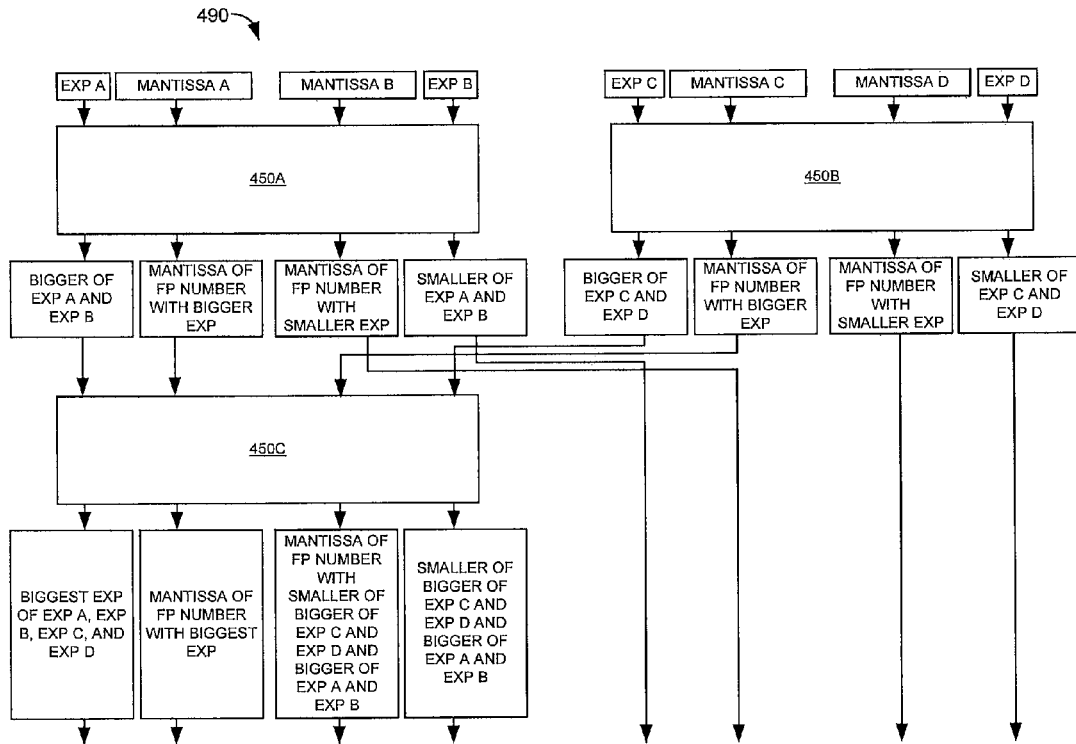 490
EXP A
MANTISSA A
MANTISSA B
EXP B
EXP C
MANTISSA C
MANTISSA D
EXP D
450A
450B
BIGGER OF
EXP A AND EXP
B
MANTISSA OF
FP NUMBER
WITH BIGGER
EXP
MANTISSA OF
FP NUMBER
WITH
SMALLER EXP
SMALLER OF
EXP A AND
EXP B
BIGGER OF
EXP C AND EXP
D
MANTISSA OF
FP NUMBER
WITH BIGGER
EXP
MANTISSA OF
FP NUMBER
WITH
SMALLER EXP
SMALLER OF
EXP C AND EXP
D
450C
BIGGEST EXP
OF EXP A, EXP
B, EXP C, AND
EXP D
MANTISSA OF
FP NUMBER
WITH BIGGEST
EXP
MANTISSA OF
FP NUMBER
WITH
SMALLER OF
BIGGER OF
EXP C AND
EXP D AND
BIGGER OF
EXP A AND
EXP B
SMALLER OF
BIGGER OF
EXP C AND
EXP D AND
BIGGER OF
EXP A AND
EXP B